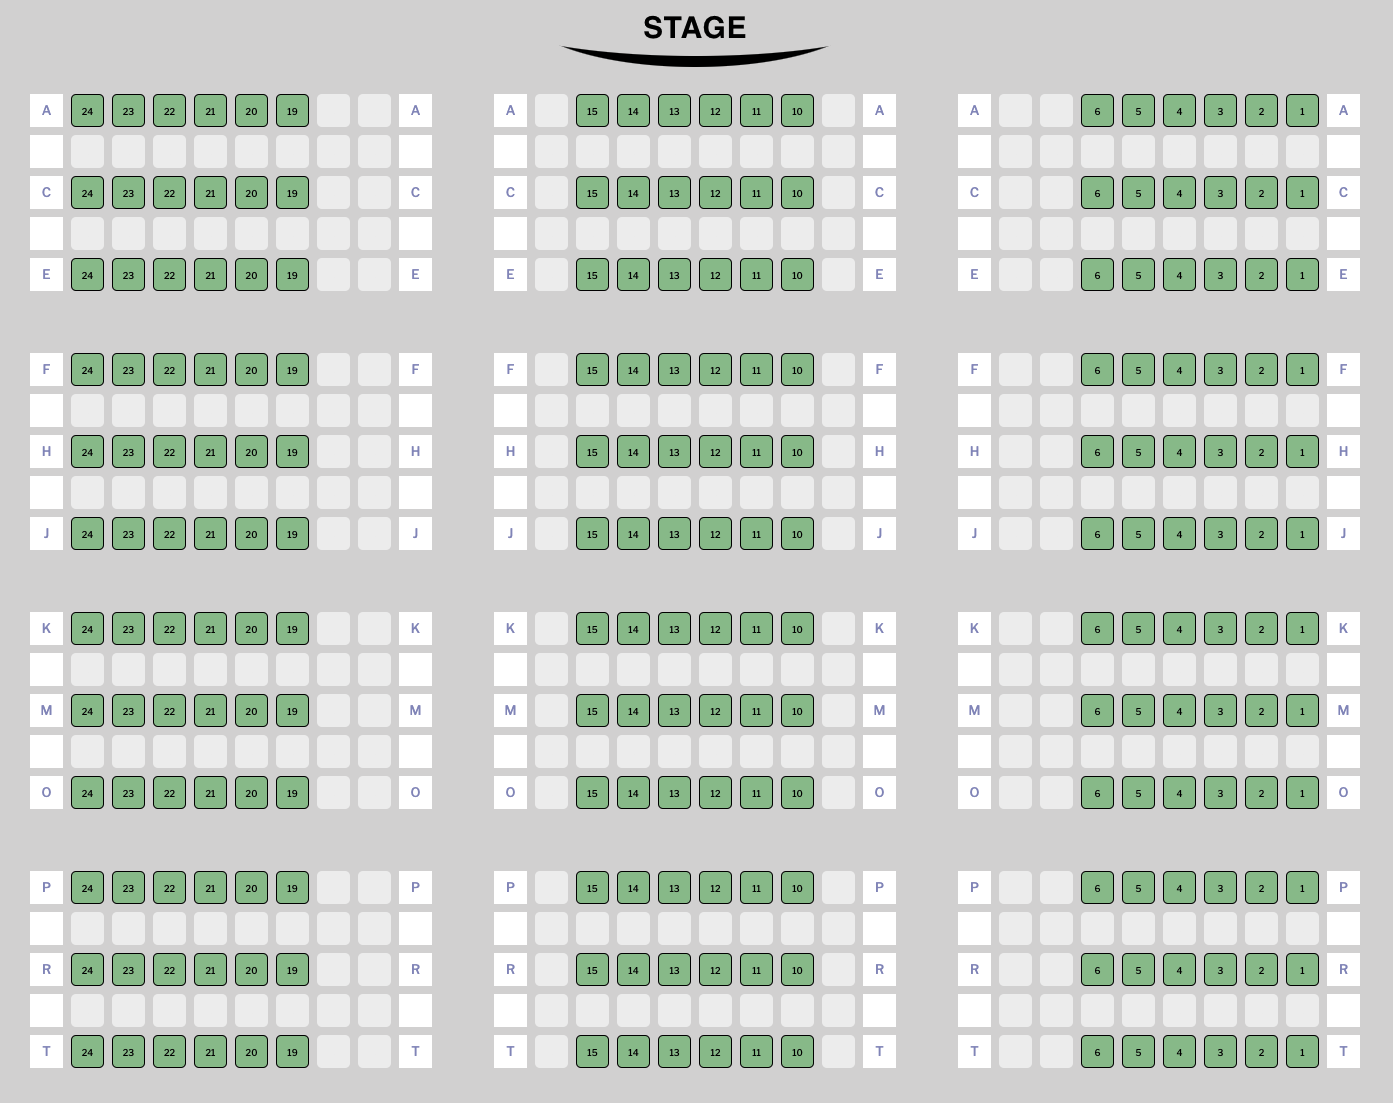 STAGE
A 24 23 22 21 20 19 A A 15 14 13 12 11 10 A A 6 5 4 3 2 1 A
C 24 23 22 21 20 19 C C 15 14 13 12 11 10 C C 6 5 4 3 2 1 C
E 24 23 22 21 20 19 E E 15 14 13 12 11 10 E E 6 5 4 3 2 1 E
F 24 23 22 21 20 19 F F 15 14 13 12 11 10 F F 6 5 4 3 2 1 F
H 24 23 22 21 20 19 H H 15 14 13 12 11 10 H H 6 5 4 3 2 1 H
J 24 23 22 21 20 19 J J 15 14 13 12 11 10 J J 6 5 4 3 2 1 J
K 24 23 22 21 20 19 K K 15 14 13 12 11 10 K K 6 5 4 3 2 1 K
M 24 23 22 21 20 19 M M 15 14 13 12 11 10 M M 6 5 4 3 2 1 M
O 24 23 22 21 20 19 O O 15 14 13 12 11 10 O O 6 5 4 3 2 1 O
P 24 23 22 21 20 19 P P 15 14 13 12 11 10 P P 6 5 4 3 2 1 P
R 24 23 22 21 20 19 R R 15 14 13 12 11 10 R R 6 5 4 3 2 1 R
T 24 23 22 21 20 19 T T 15 14 13 12 11 10 T T 6 5 4 3 2 1 T